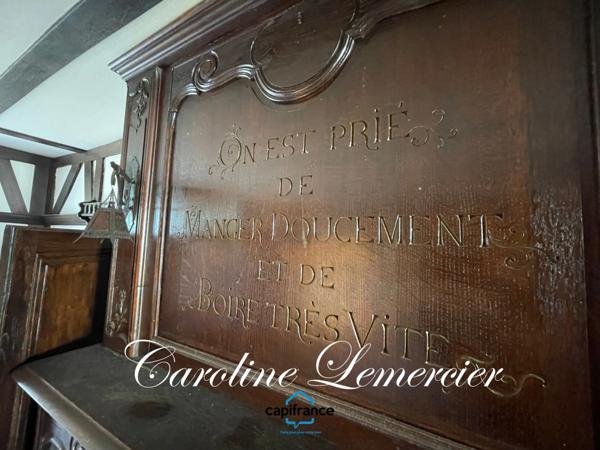 On est prié
de
Manger Doucement
et de
Boire Très Vite
Caroline Lemercier
capifrance